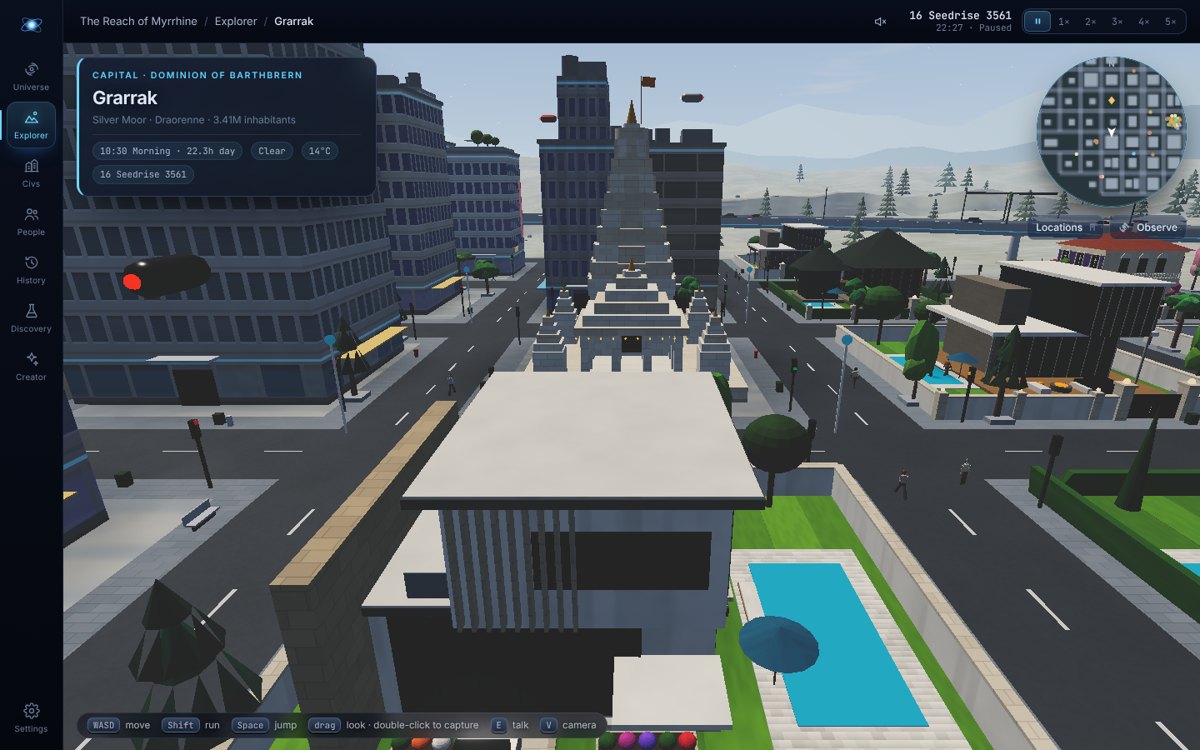 The Reach of Myrrhine / Explorer / Grarrak
16 Seedrise 3561
22:27 · Paused
1× 2× 3× 4× 5×
Universe
Explorer
Civs
People
History
Discovery
Creator
Settings
CAPITAL · DOMINION OF BARTHBRERN
Grarrak
Silver Moor · Draorenne · 3.41M inhabitants
10:30 Morning · 22.3h day
Clear
14°C
16 Seedrise 3561
N
Locations
Observe
WASD move Shift run Space jump drag look · double-click to capture E talk V camera